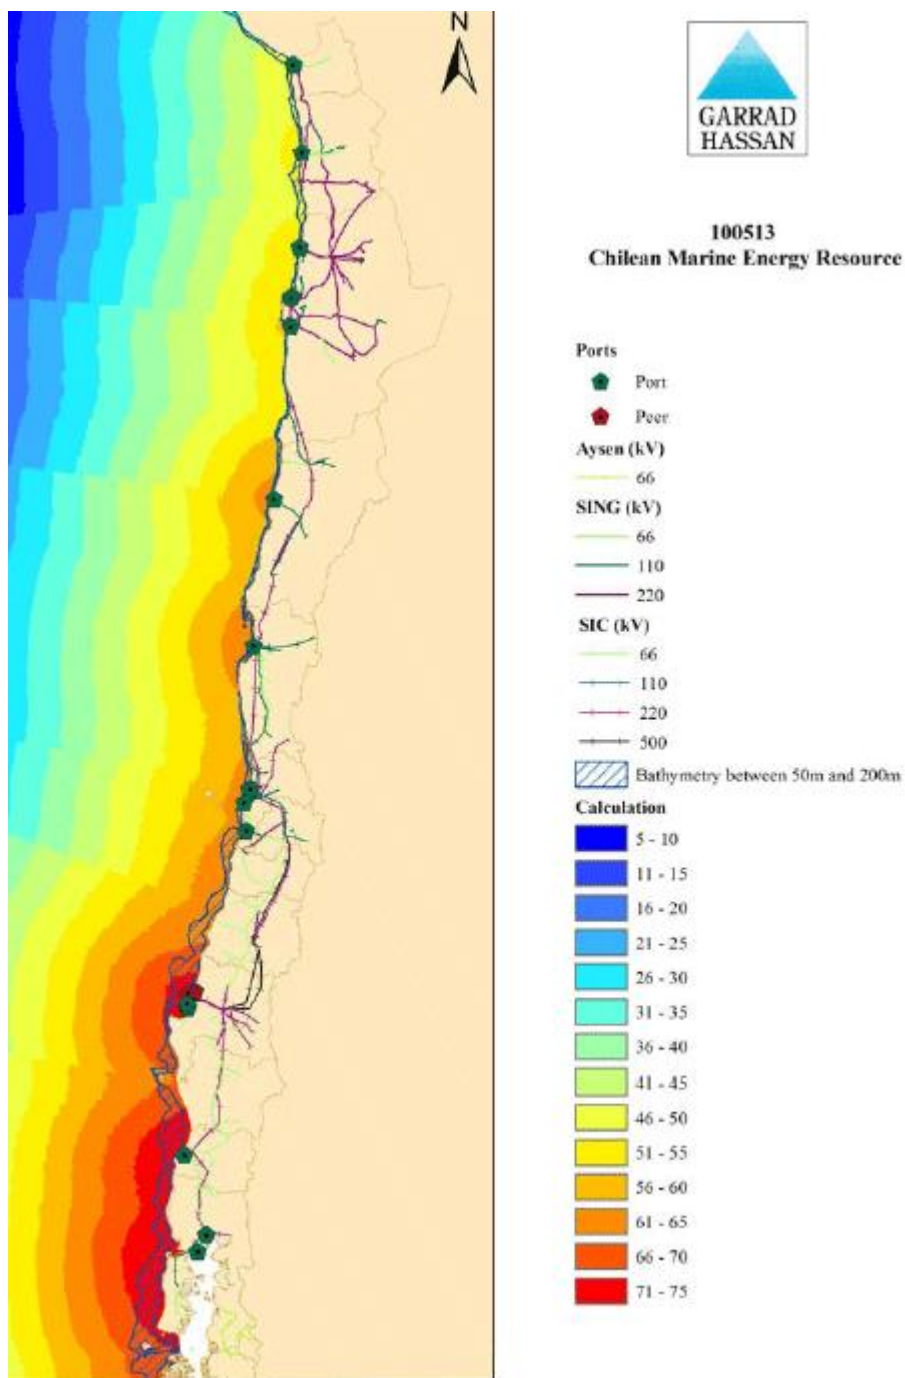 N
GARRAD
HASSAN
100513
Chilean Marine Energy Resource
Ports
Port
Peer
Aysen (kV)
66
SING (kV)
66
110
220
SIC (kV)
66
110
220
500
Bathymetry between 50m and 200m
Calculation
5 - 10
11 - 15
16 - 20
21 - 25
26 - 30
31 - 35
36 - 40
41 - 45
46 - 50
51 - 55
56 - 60
61 - 65
66 - 70
71 - 75